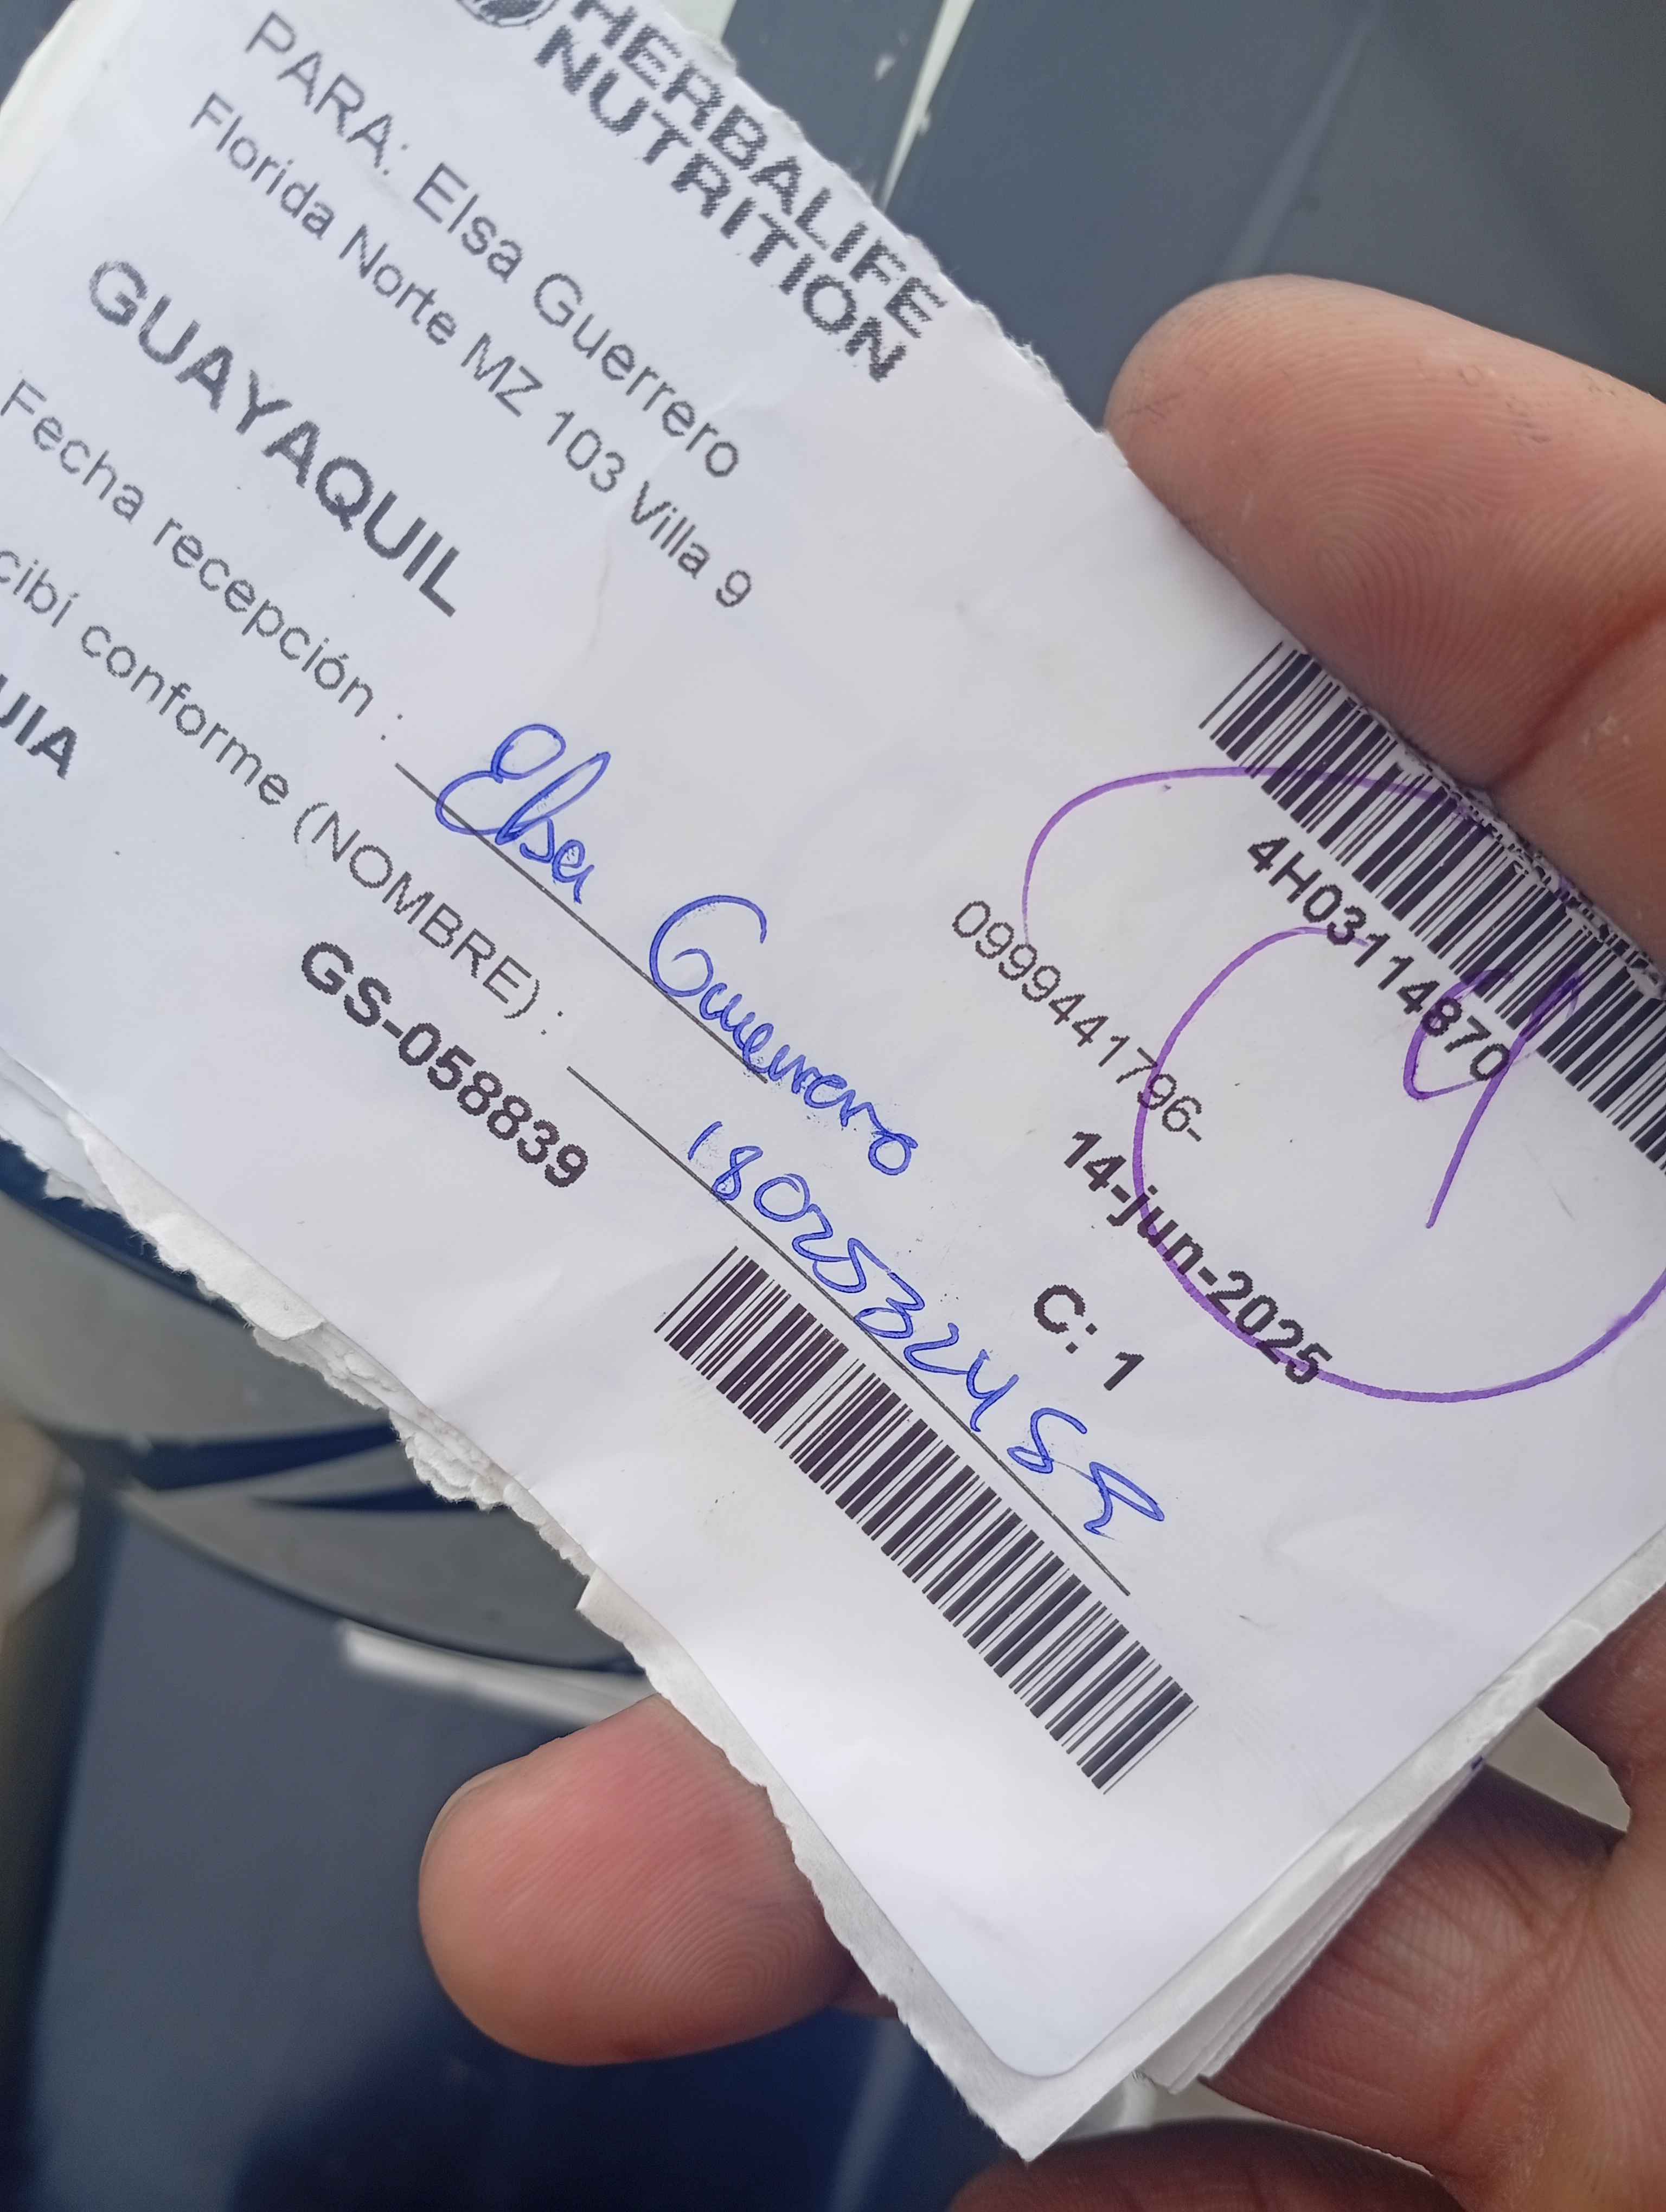 HERBALIFE
NUTRITION
4H03114870
PARA: Elsa Guerrero
0999441796-
Florida Norte MZ 103 Villa 9
14-jun-2025
GUAYAQUIL
C: 1
Fecha recepción :
Elsa Guerrero
cibí conforme (NOMBRE) :
UIA
GS-058839